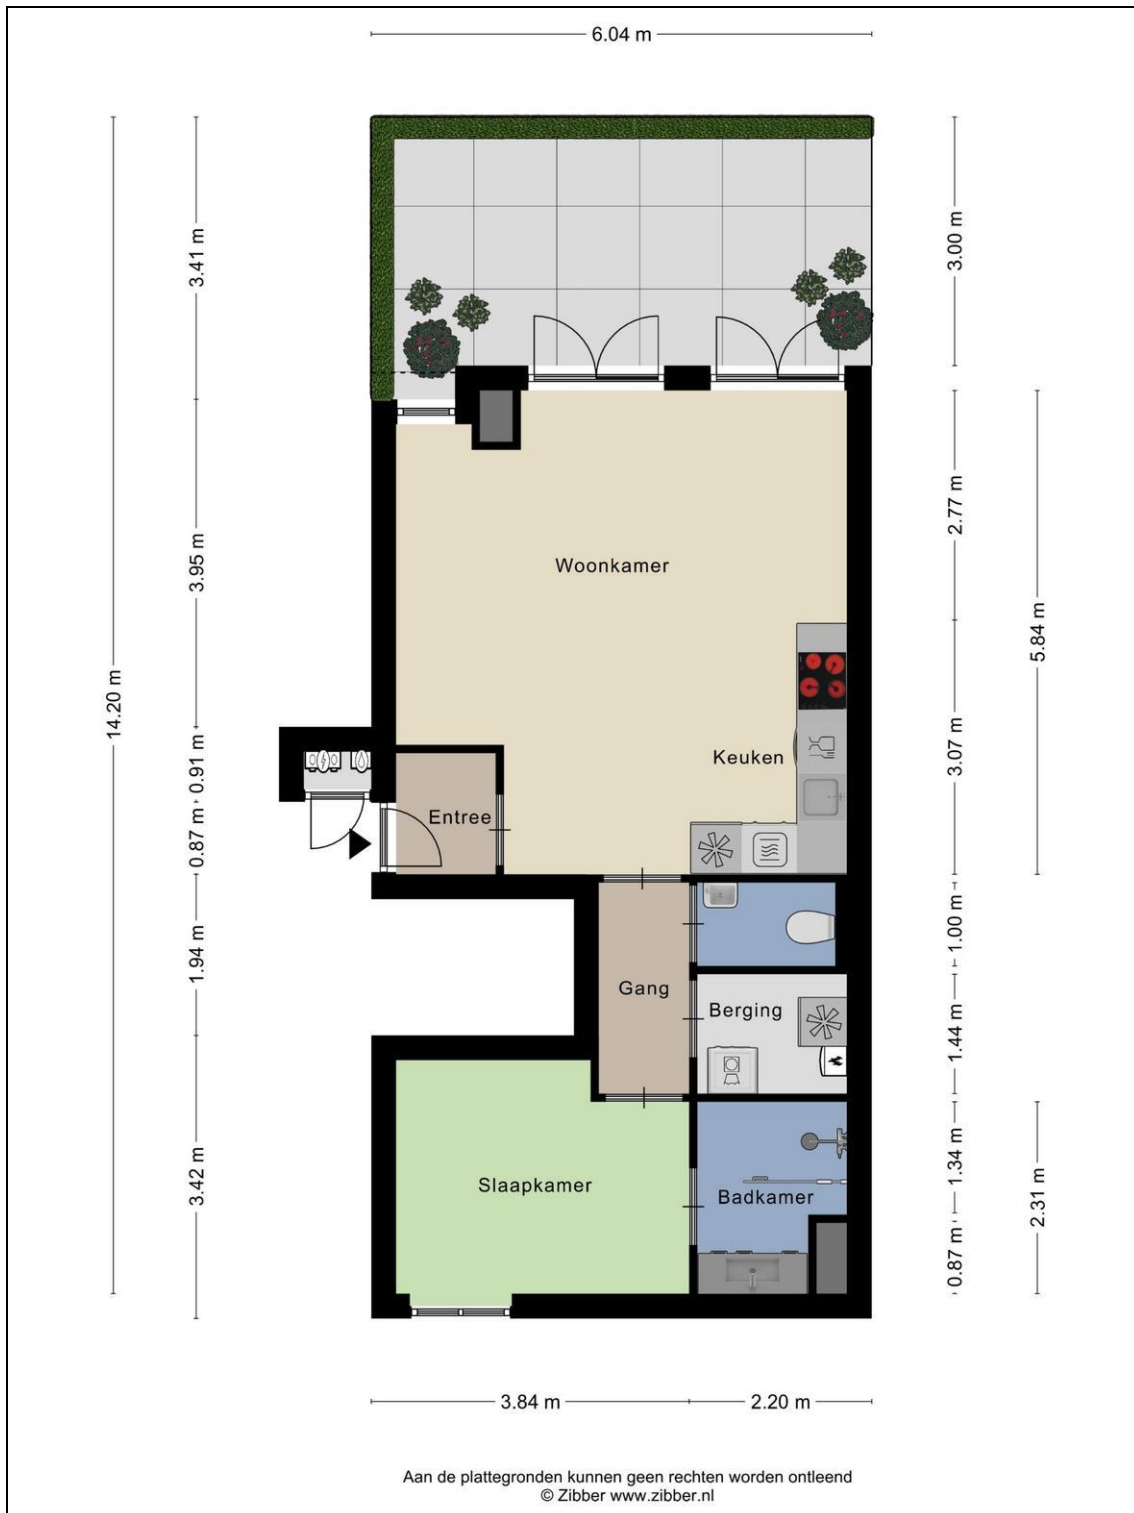 6.04 m
3.41 m
3.00 m
2.77 m
3.95 m
Woonkamer
5.84 m
14.20 m
Keuken
3.07 m
0.91 m
0.87 m
Entree
1.00 m
1.94 m
Gang
Berging
1.44 m
1.34 m
3.42 m
Slaapkamer
Badkamer
2.31 m
0.87 m
3.84 m
2.20 m
Aan de plattegronden kunnen geen rechten worden ontleend
© Zibber www.zibber.nl